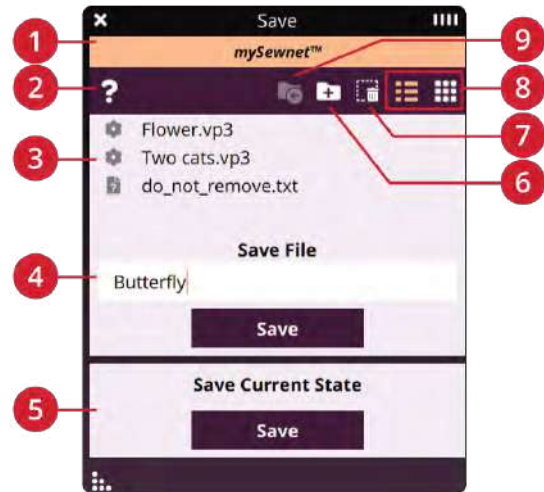 Save
1
mySewnet™
9
2
?
8
3
Flower.vp3
Two cats.vp3
do_not_remove.txt
7
6
Save File
4
Butterfly
Save
Save Current State
5
Save